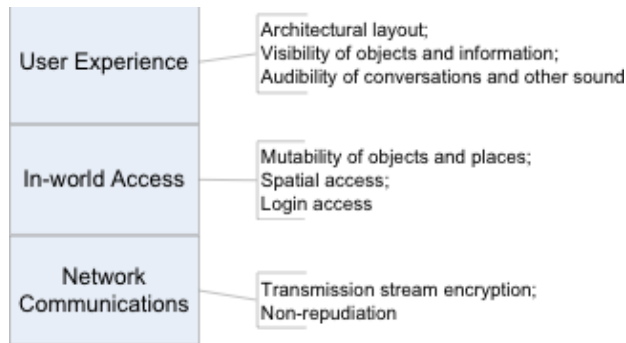 User Experience
Architectural layout;
Visibility of objects and information;
Audibility of conversations and other sound
In-world Access
Mutability of objects and places;
Spatial access;
Login access
Network
Communications
Transmission stream encryption;
Non-repudiation